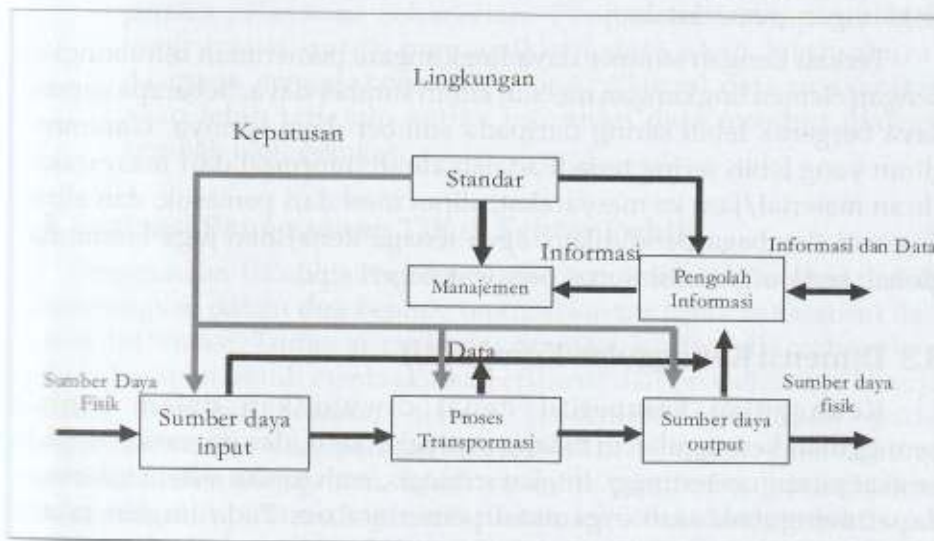 Lingkungan
Keputusan
Standar
Informasi
Informasi dan Data
Manajemen
Pengolah
Informasi
Data
Sumber Daya
Fisik
Sumber daya
fisik
Sumber daya
input
Proses
Transpormasi
Sumber daya
output